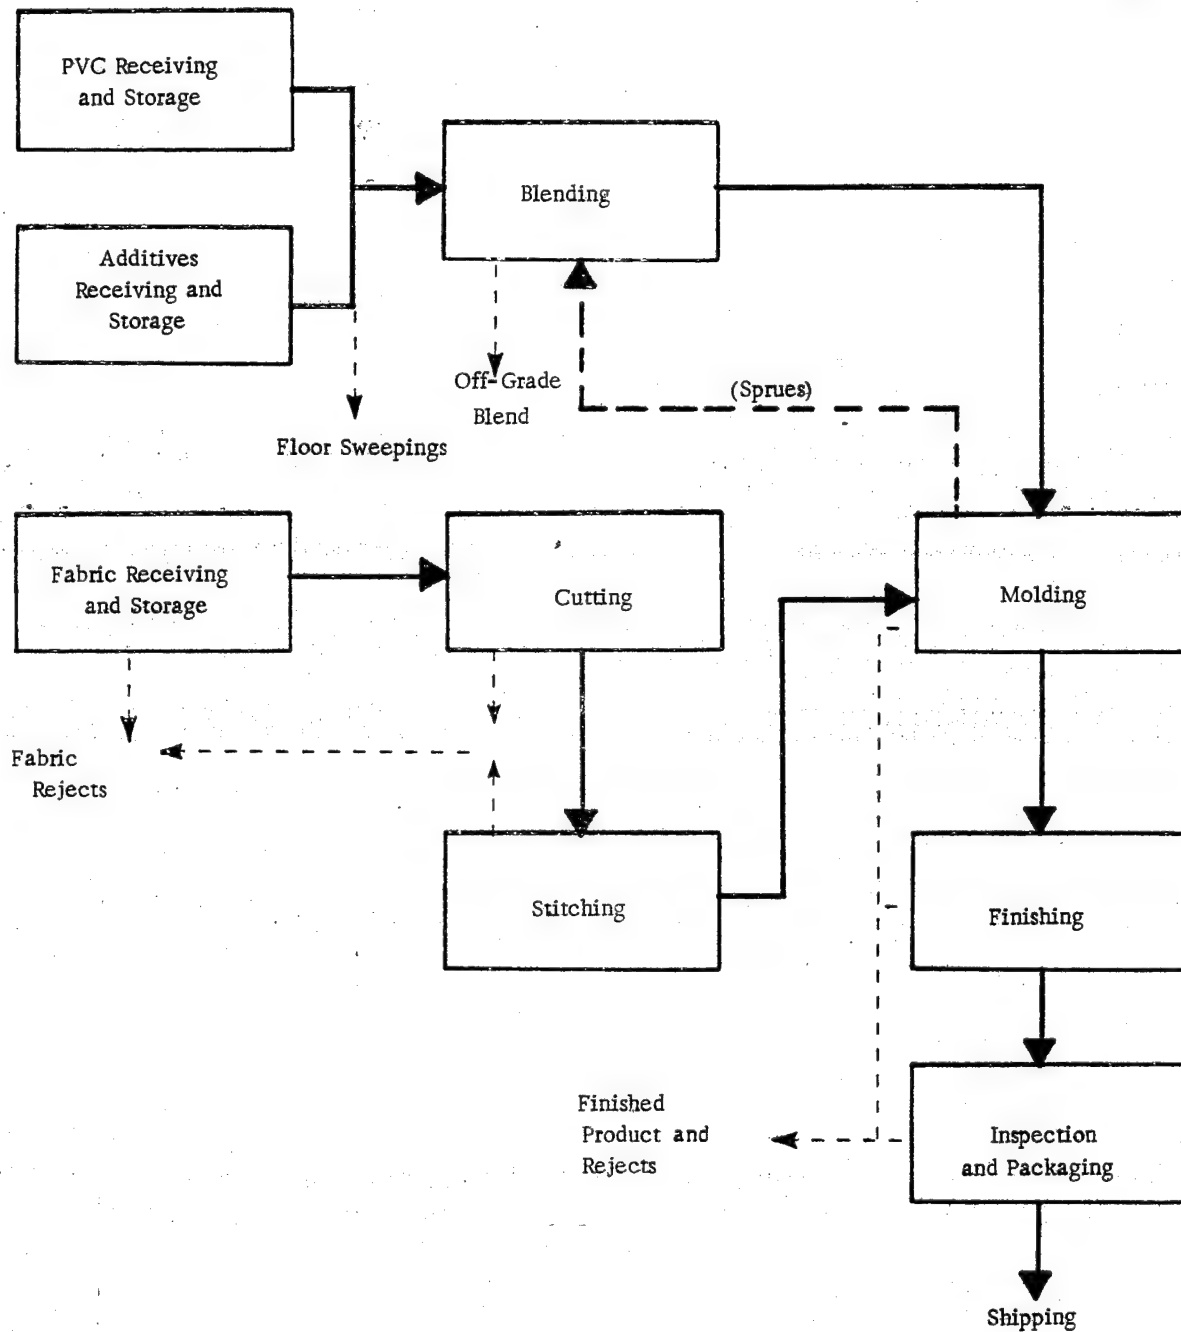 PVC Receiving
and Storage
Blending
Additives
Receiving and
Storage
Off-Grade
Blend
(Sprues)
Floor Sweepings
Fabric Receiving
and Storage
Cutting
Molding
Fabric
Rejects
Stitching
Finishing
Finished
Product and
Rejects
Inspection
and Packaging
Shipping